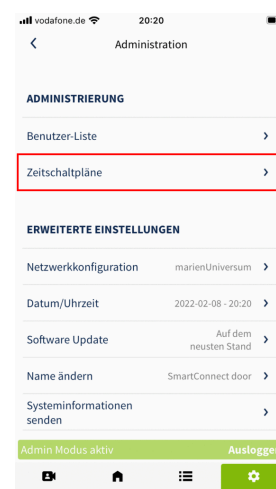 vodafone.de 20:20
Administration
ADMINISTRIERUNG
Benutzer-Liste
Zeitschaltpläne
ERWEITERTE EINSTELLUNGEN
Netzwerkkonfiguration marienUniversum
Datum/Uhrzeit 2022-02-08 - 20:20
Software Update Auf dem
neusten Stand
Name ändern SmartConnect door
Systeminformationen
senden
Admin Modus aktiv Auslogge